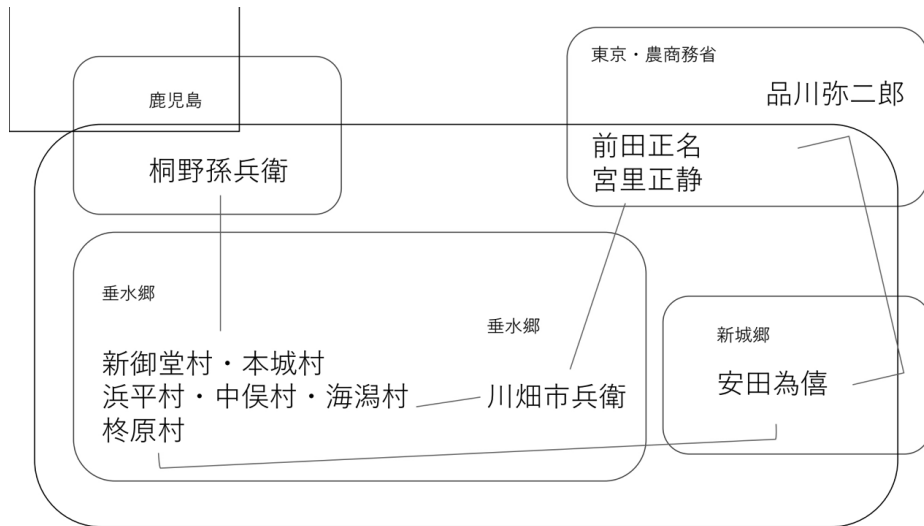 東京・農商務省
品川弥二郎
鹿児島
前田正名
宮里正静
桐野孫兵衛
垂水郷
垂水郷
新城郷
新御堂村・本城村
浜平村・中俣村・海潟村
柊原村
川畑市兵衛
安田為僖